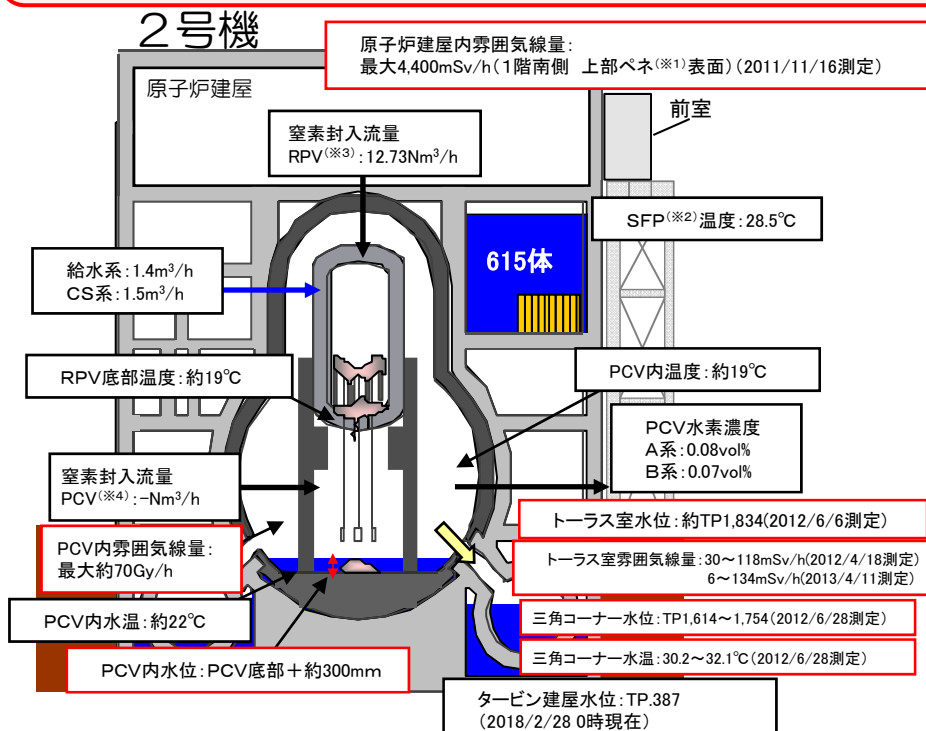 2号機
原子炉建屋内雰囲気線量:
最大4,400mSv/h(1階南側 上部ペネ(※1)表面)(2011/11/16測定)
原子炉建屋
前室
窒素封入流量
RPV(※3):12.73Nm³/h
SFP(※2)温度:28.5℃
615体
給水系:1.4m³/h
CS系:1.5m³/h
RPV底部温度:約19℃
PCV内温度:約19℃
PCV水素濃度
A系:0.08vol%
B系:0.07vol%
窒素封入流量
PCV(※4):-Nm³/h
トーラス室水位:約TP1,834(2012/6/6測定)
PCV内雰囲気線量:
最大約70Gy/h
トーラス室雰囲気線量:30~118mSv/h(2012/4/18測定)
6~134mSv/h(2013/4/11測定)
PCV内水温:約22℃
三角コーナー水位:TP1,614~1,754(2012/6/28測定)
PCV内水位:PCV底部+約300mm
三角コーナー水温:30.2~32.1℃(2012/6/28測定)
タービン建屋水位:TP.387
(2018/2/28 0時現在)